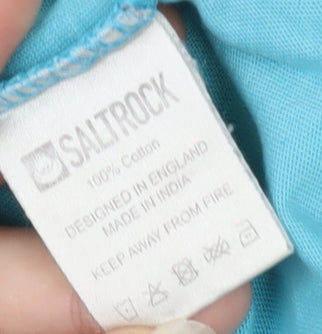 SALTROCK
100% Cotton
DESIGNED IN ENGLAND
MADE IN INDIA
KEEP AWAY FROM FIRE